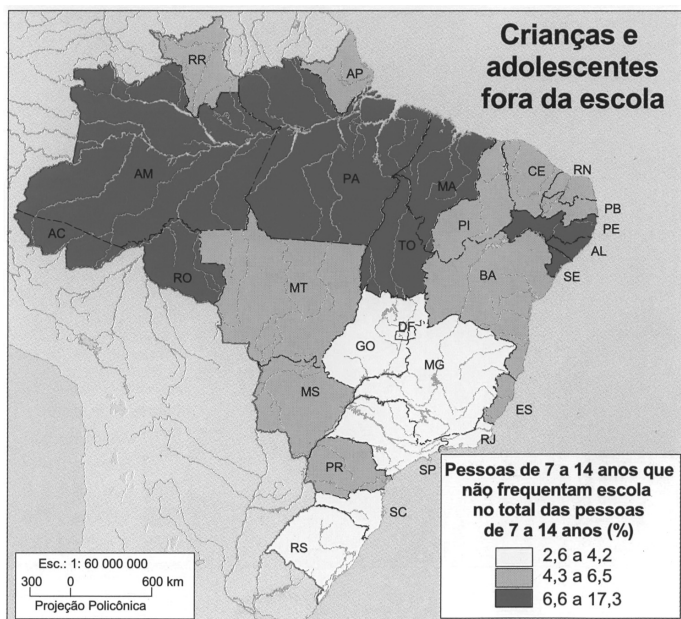 Crianças e
adolescentes
fora da escola
RR
AP
AM
PA
MA
CE
RN
PB
PE
AL
SE
PI
AC
RO
TO
MT
BA
DF
GO
MG
MS
ES
RJ
SP
PR
SC
RS
Pessoas de 7 a 14 anos que
não frequentam escola
no total das pessoas
de 7 a 14 anos (%)
2,6 a 4,2
4,3 a 6,5
6,6 a 17,3
Esc.: 1: 60 000 000
300 0 600 km
Projeção Policônica